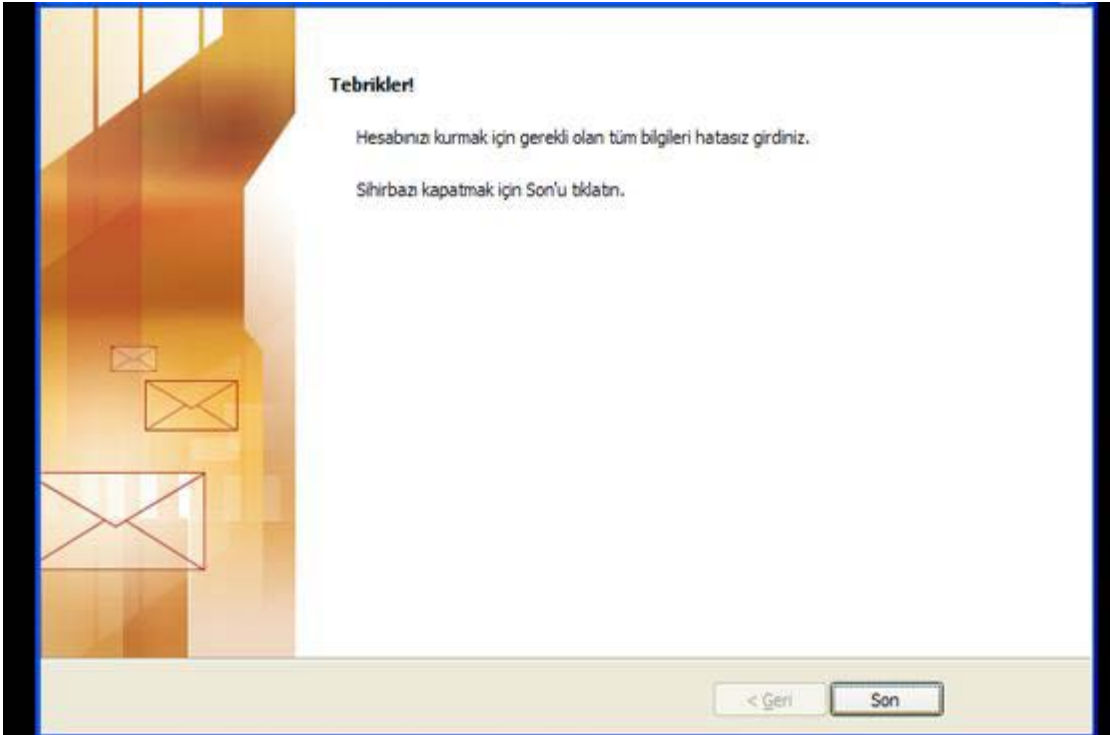 Tebrikler!
Hesabınızı kurmak için gerekli olan tüm bilgileri hatasız girdiniz.
Sihirbazı kapatmak için Son'u tıklatın.
< Geri
Son